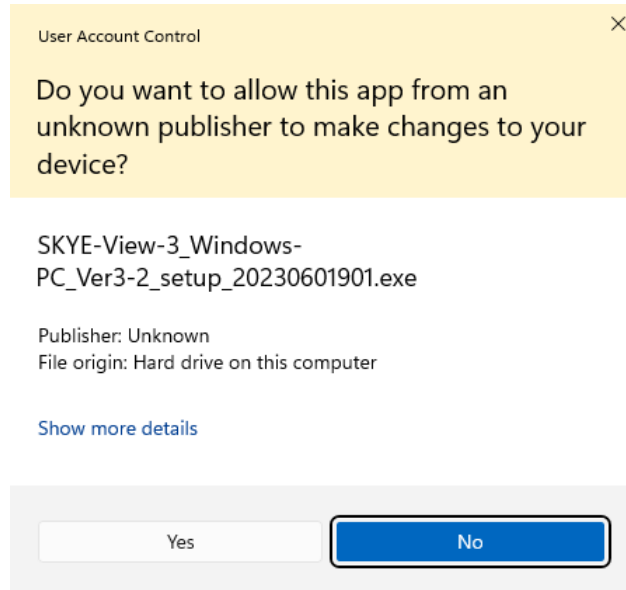 User Account Control
Do you want to allow this app from an
unknown publisher to make changes to your
device?
SKYE-View-3_Windows-
PC_Ver3-2_setup_20230601901.exe
Publisher: Unknown
File origin: Hard drive on this computer
Show more details
Yes
No